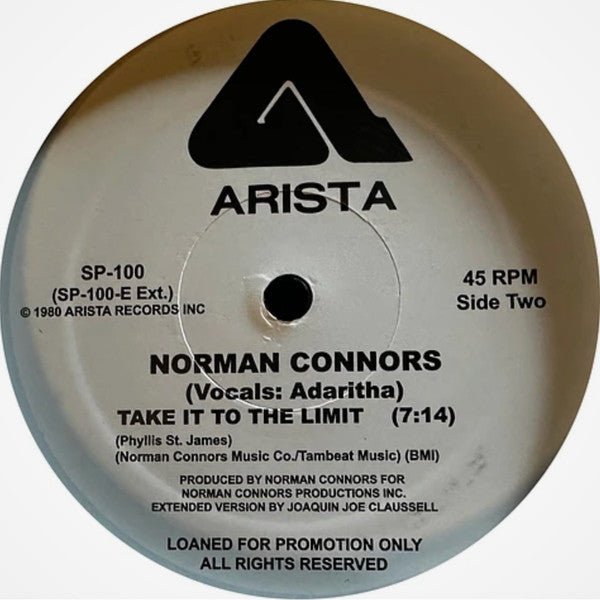 ARISTA
SP-100
(SP-100-E Ext.)
© 1980 ARISTA RECORDS INC
45 RPM
Side Two
NORMAN CONNORS
(Vocals: Adaritha)
TAKE IT TO THE LIMIT (7:14)
(Phyllis St. James)
(Norman Connors Music Co./Tambeat Music) (BMI)
PRODUCED BY NORMAN CONNORS FOR
NORMAN CONNORS PRODUCTIONS INC.
EXTENDED VERSION BY JOAQUIN JOE CLAUSSELL
LOANED FOR PROMOTION ONLY
ALL RIGHTS RESERVED